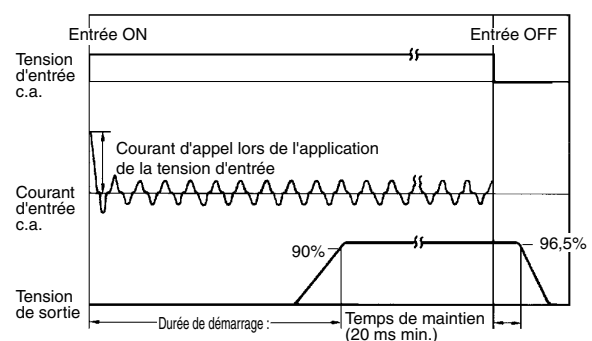 Entrée ON
Entrée OFF
Tension
d'entrée
c.a.
Courant d'appel lors de l'application
de la tension d'entrée
Courant
d'entrée
c.a.
90%
96,5%
Tension
de sortie
Durée de démarrage :
Temps de maintien
(20 ms min.)